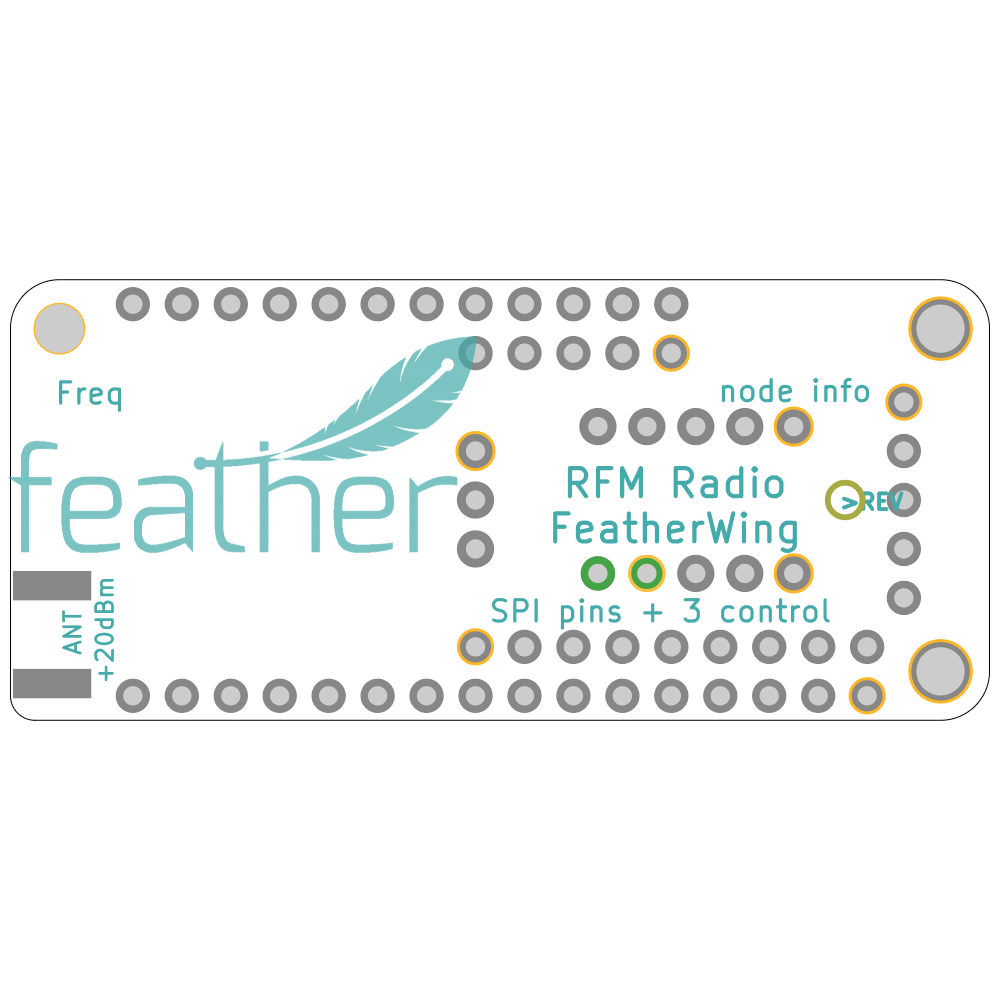 node info
Freq
feather
RFM Radio
FeatherWing
>REV
SPI pins + 3 control
ANT
+20dBm